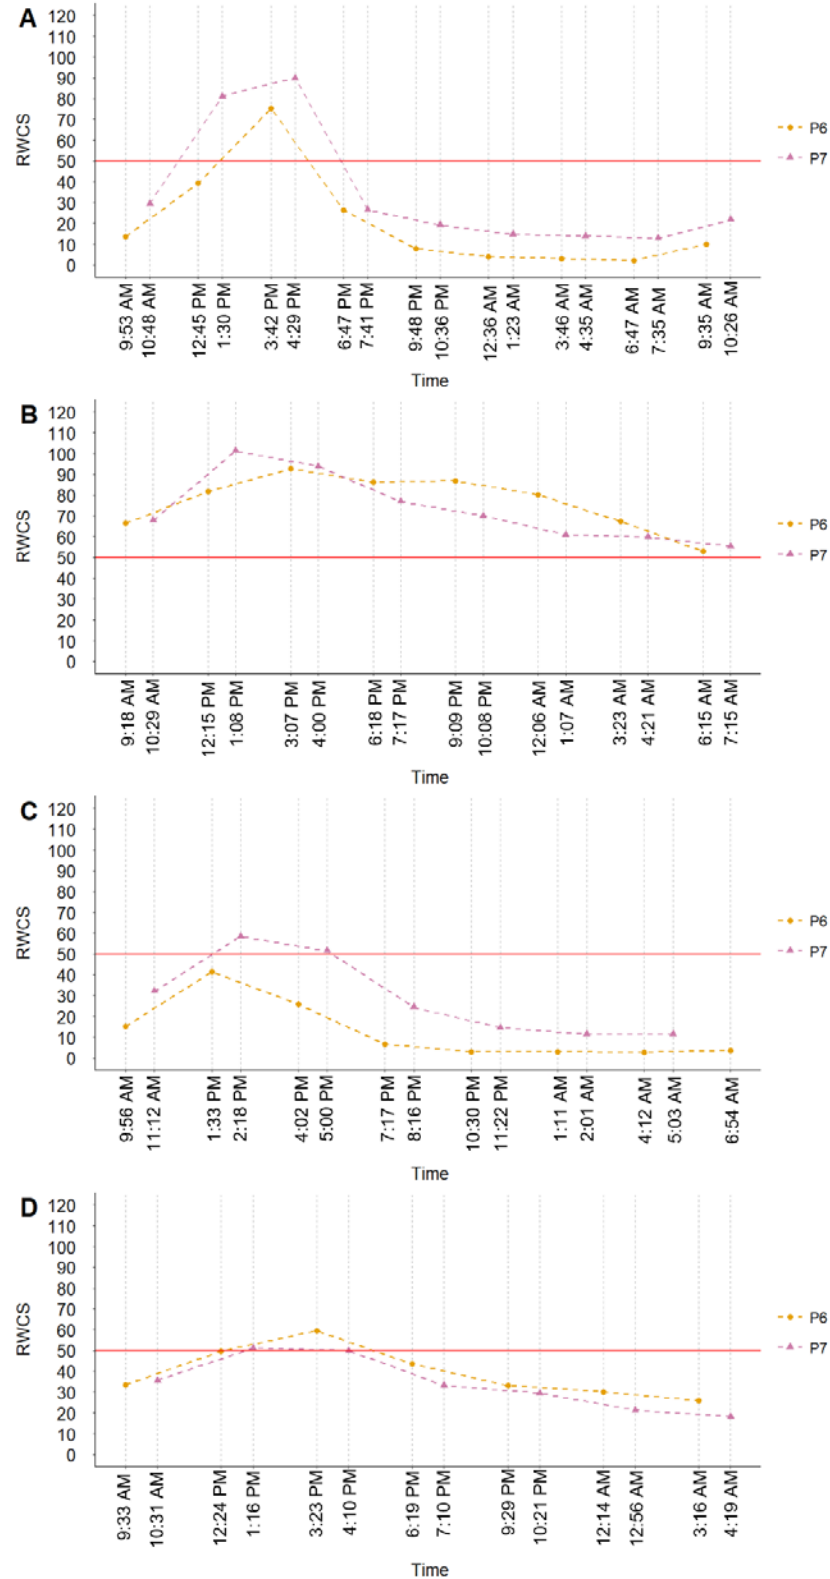 A
120
110
100
90
80
70
60
50
40
30
20
10
0
RWCS
9:53 AM
10:48 AM
12:45 PM
1:30 PM
3:42 PM
4:29 PM
6:47 PM
7:41 PM
9:48 PM
10:36 PM
12:36 AM
1:23 AM
3:46 AM
4:35 AM
6:47 AM
7:35 AM
9:35 AM
10:26 AM
Time
P6
P7
B
120
110
100
90
80
70
60
50
40
30
20
10
0
RWCS
9:18 AM
10:29 AM
12:15 PM
1:08 PM
3:07 PM
4:00 PM
6:18 PM
7:17 PM
9:09 PM
10:08 PM
12:06 AM
1:07 AM
3:23 AM
4:21 AM
6:15 AM
7:15 AM
Time
P6
P7
C
120
110
100
90
80
70
60
50
40
30
20
10
0
RWCS
9:56 AM
11:12 AM
1:33 PM
2:18 PM
4:02 PM
5:00 PM
7:17 PM
8:16 PM
10:30 PM
11:22 PM
1:11 AM
2:01 AM
4:12 AM
5:03 AM
6:54 AM
Time
P6
P7
D
120
110
100
90
80
70
60
50
40
30
20
10
0
RWCS
9:33 AM
10:31 AM
12:24 PM
1:16 PM
3:23 PM
4:10 PM
6:19 PM
7:10 PM
9:29 PM
10:21 PM
12:14 AM
12:56 AM
3:16 AM
4:19 AM
Time
P6
P7